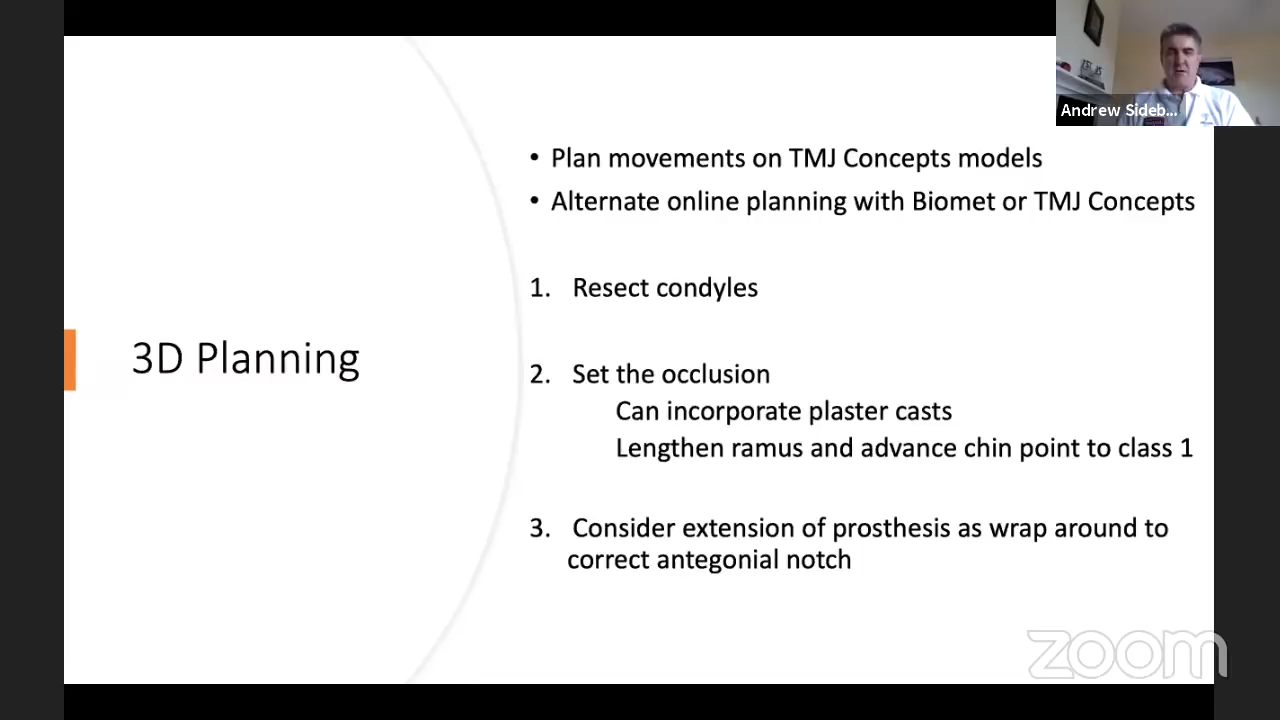 Andrew Sideb...
• Plan movements on TMJ Concepts models
• Alternate online planning with Biomet or TMJ Concepts
1. Resect condyles
3D Planning
2. Set the occlusion
Can incorporate plaster casts
Lengthen ramus and advance chin point to class 1
3. Consider extension of prosthesis as wrap around to
correct antegonial notch
zoom